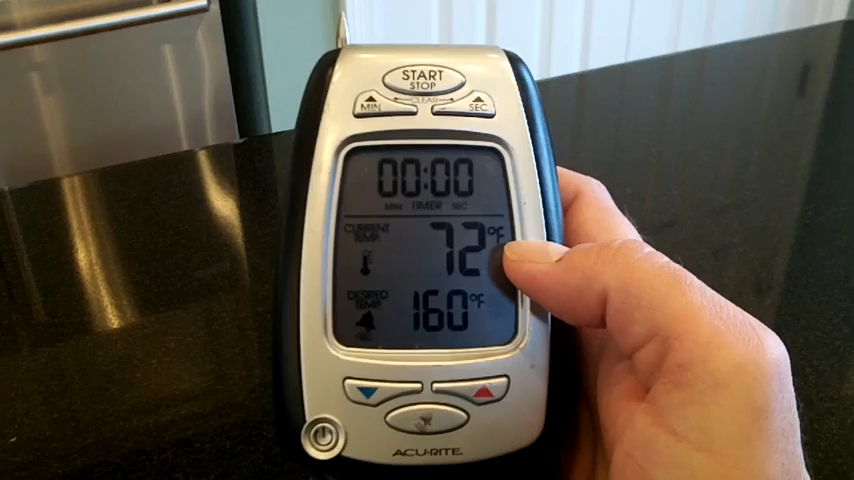 START
STOP
CLEAR
MIN SEC
00:00
MIN TIMER SEC
CURRENT
TEMP
72°F
DESIRED
TEMP
160°F
ACU·RITE